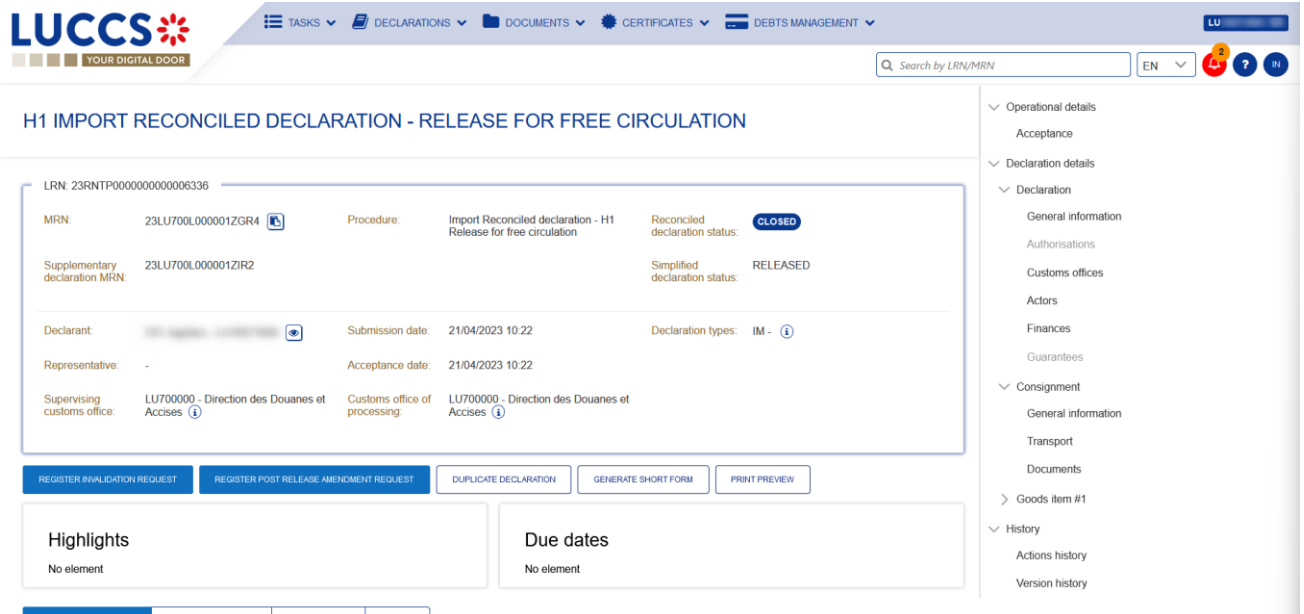 LUCCS
YOUR DIGITAL DOOR
TASKS
DECLARATIONS
DOCUMENTS
CERTIFICATES
DEBTS MANAGEMENT
LU
Search by LRN/MRN
EN
2
?
IN
H1 IMPORT RECONCILED DECLARATION - RELEASE FOR FREE CIRCULATION
LRN: 23RNTP0000000000006336
MRN:
23LU700L000001ZGR4
Procedure:
Import Reconciled declaration - H1
Release for free circulation
Reconciled
declaration status:
CLOSED
Supplementary
declaration MRN:
23LU700L000001ZIR2
Simplified
declaration status:
RELEASED
Declarant:
Submission date:
21/04/2023 10:22
Declaration types:
IM -
Representative:
-
Acceptance date:
21/04/2023 10:22
Supervising
customs office:
LU700000 - Direction des Douanes et
Accises
Customs office of
processing:
LU700000 - Direction des Douanes et
Accises
REGISTER INVALIDATION REQUEST
REGISTER POST RELEASE AMENDMENT REQUEST
DUPLICATE DECLARATION
GENERATE SHORT FORM
PRINT PREVIEW
Highlights
No element
Due dates
No element
Operational details
Acceptance
Declaration details
Declaration
General information
Authorisations
Customs offices
Actors
Finances
Guarantees
Consignment
General information
Transport
Documents
Goods item #1
History
Actions history
Version history